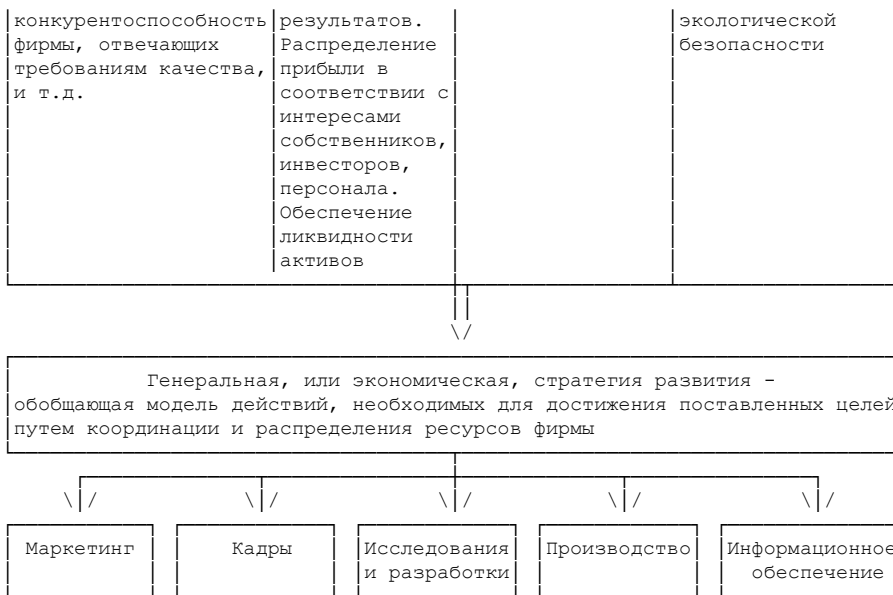 конкурентоспособность
фирмы, отвечающих
требованиям качества,
и т.д.
результатов.
Распределение
прибыли в
соответствии с
интересами
собственников,
инвесторов,
персонала.
Обеспечение
ликвидности
активов
экологической
безопасности
Генеральная, или экономическая, стратегия развития -
обобщающая модель действий, необходимых для достижения поставленных целей
путем координации и распределения ресурсов фирмы
Маркетинг
Кадры
Исследования
и разработки
Производство
Информационное
обеспечение